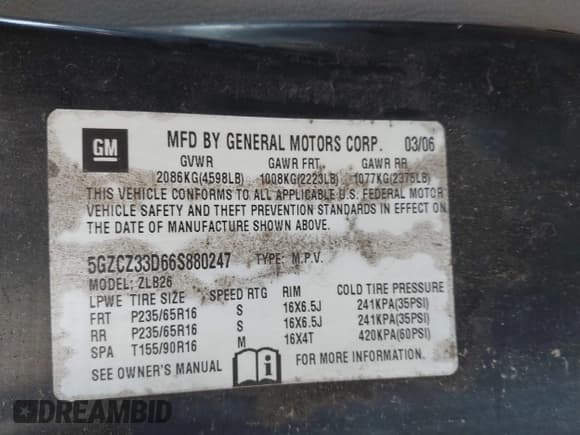 GM
MFD BY GENERAL MOTORS CORP. 03/06
GVWR GAWR FRT GAWR RR
2086KG(4598LB) 1008KG(2223LB) 1077KG(2375LB)
THIS VEHICLE CONFORMS TO ALL APPLICABLE U.S. FEDERAL MOTOR
VEHICLE SAFETY AND THEFT PREVENTION STANDARDS IN EFFECT ON
THE DATE OF MANUFACTURE SHOWN ABOVE.
5GZCZ33D66S880247 TYPE: M.P.V.
MODEL: ZLB26
LPWE TIRE SIZE SPEED RTG RIM COLD TIRE PRESSURE
FRT P235/65R16 S 16X6.5J 241KPA(35PSI)
RR P235/65R16 S 16X6.5J 241KPA(35PSI)
SPA T155/90R16 M 16X4T 420KPA(60PSI)
SEE OWNER'S MANUAL FOR MORE INFORMATION.
DREAMBID